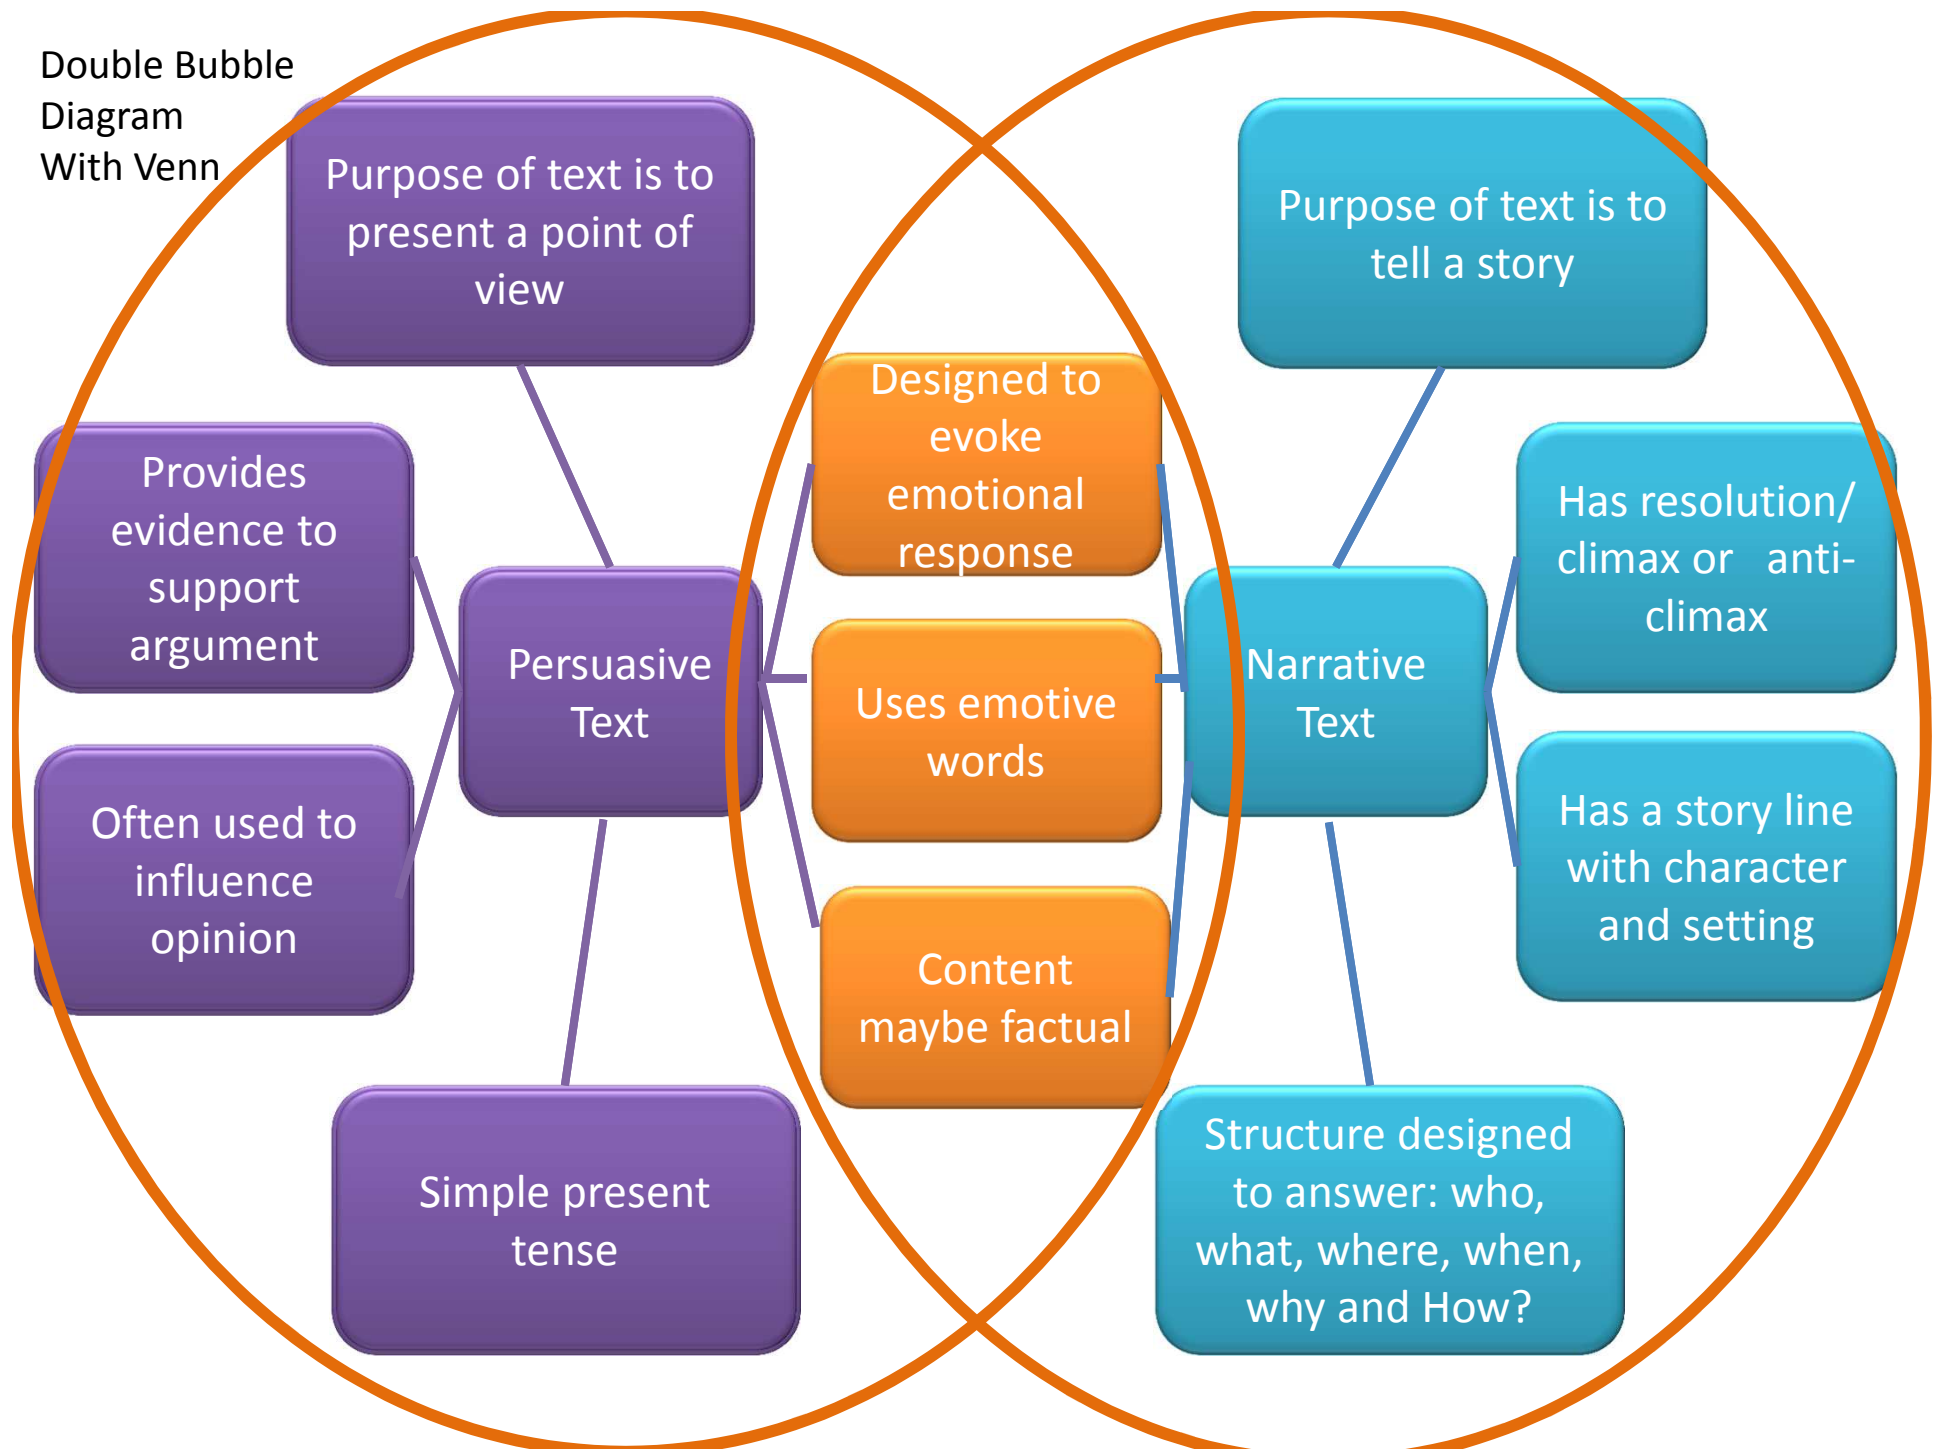 Double Bubble
Diagram
With Venn
Purpose of text is to
present a point of
view
Purpose of text is to
tell a story
Designed to
evoke
emotional
response
Provides
evidence to
support
argument
Has resolution/
climax or   anti-
climax
Persuasive
Text
Uses emotive
words
Narrative
Text
Often used to
influence
opinion
Has a story line
with character
and setting
Content
maybe factual
Simple present
tense
Structure designed
to answer: who,
what, where, when,
why and How?